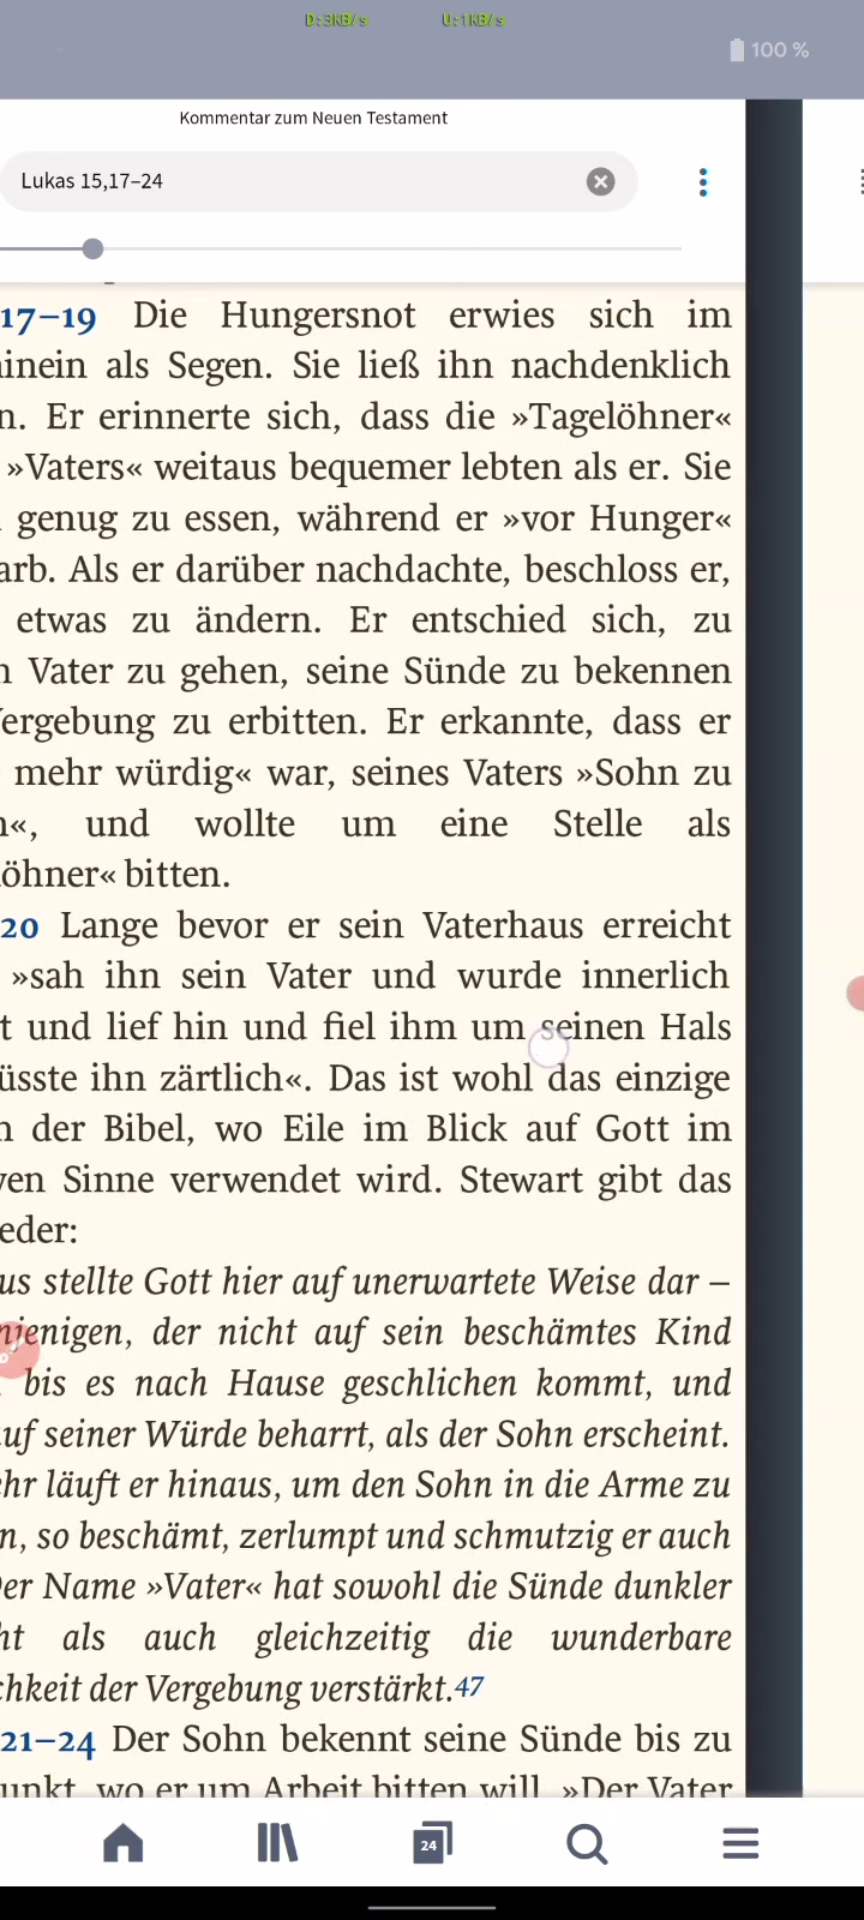 D:3KB/s U:1KB/s
100 %
Kommentar zum Neuen Testament
Lukas 15,17–24
17–19 Die Hungersnot erwies sich im
inein als Segen. Sie ließ ihn nachdenklich
n. Er erinnerte sich, dass die »Tagelöhner«
»Vaters« weitaus bequemer lebten als er. Sie
genug zu essen, während er »vor Hunger«
arb. Als er darüber nachdachte, beschloss er,
etwas zu ändern. Er entschied sich, zu
Vater zu gehen, seine Sünde zu bekennen
ergebung zu erbitten. Er erkannte, dass er
mehr würdig« war, seines Vaters »Sohn zu
n«, und wollte um eine Stelle als
öhner« bitten.
20 Lange bevor er sein Vaterhaus erreicht
»sah ihn sein Vater und wurde innerlich
t und lief hin und fiel ihm um seinen Hals
üsste ihn zärtlich«. Das ist wohl das einzige
n der Bibel, wo Eile im Blick auf Gott im
ven Sinne verwendet wird. Stewart gibt das
eder:
us stellte Gott hier auf unerwartete Weise dar –
njenigen, der nicht auf sein beschämtes Kind
bis es nach Hause geschlichen kommt, und
uf seiner Würde beharrt, als der Sohn erscheint.
hr läuft er hinaus, um den Sohn in die Arme zu
n, so beschämt, zerlumpt und schmutzig er auch
er Name »Vater« hat sowohl die Sünde dunkler
ht als auch gleichzeitig die wunderbare
chkeit der Vergebung verstärkt.47
21–24 Der Sohn bekennt seine Sünde bis zu
unkt, wo er um Arbeit bitten will. »Der Vater
24